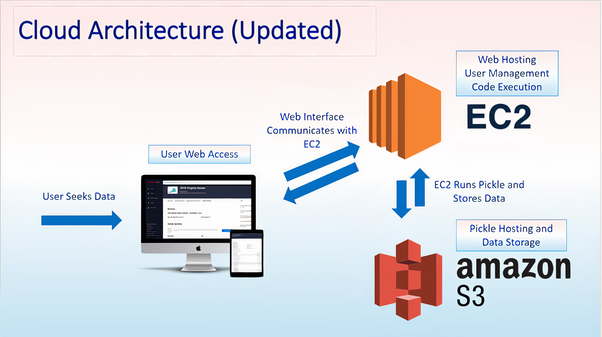 Cloud Architecture (Updated)
Web Hosting
User Management
Code Execution
EC2
Web Interface
Communicates with
EC2
User Web Access
User Seeks Data
EC2 Runs Pickle and
Stores Data
Pickle Hosting and
Data Storage
amazon
S3